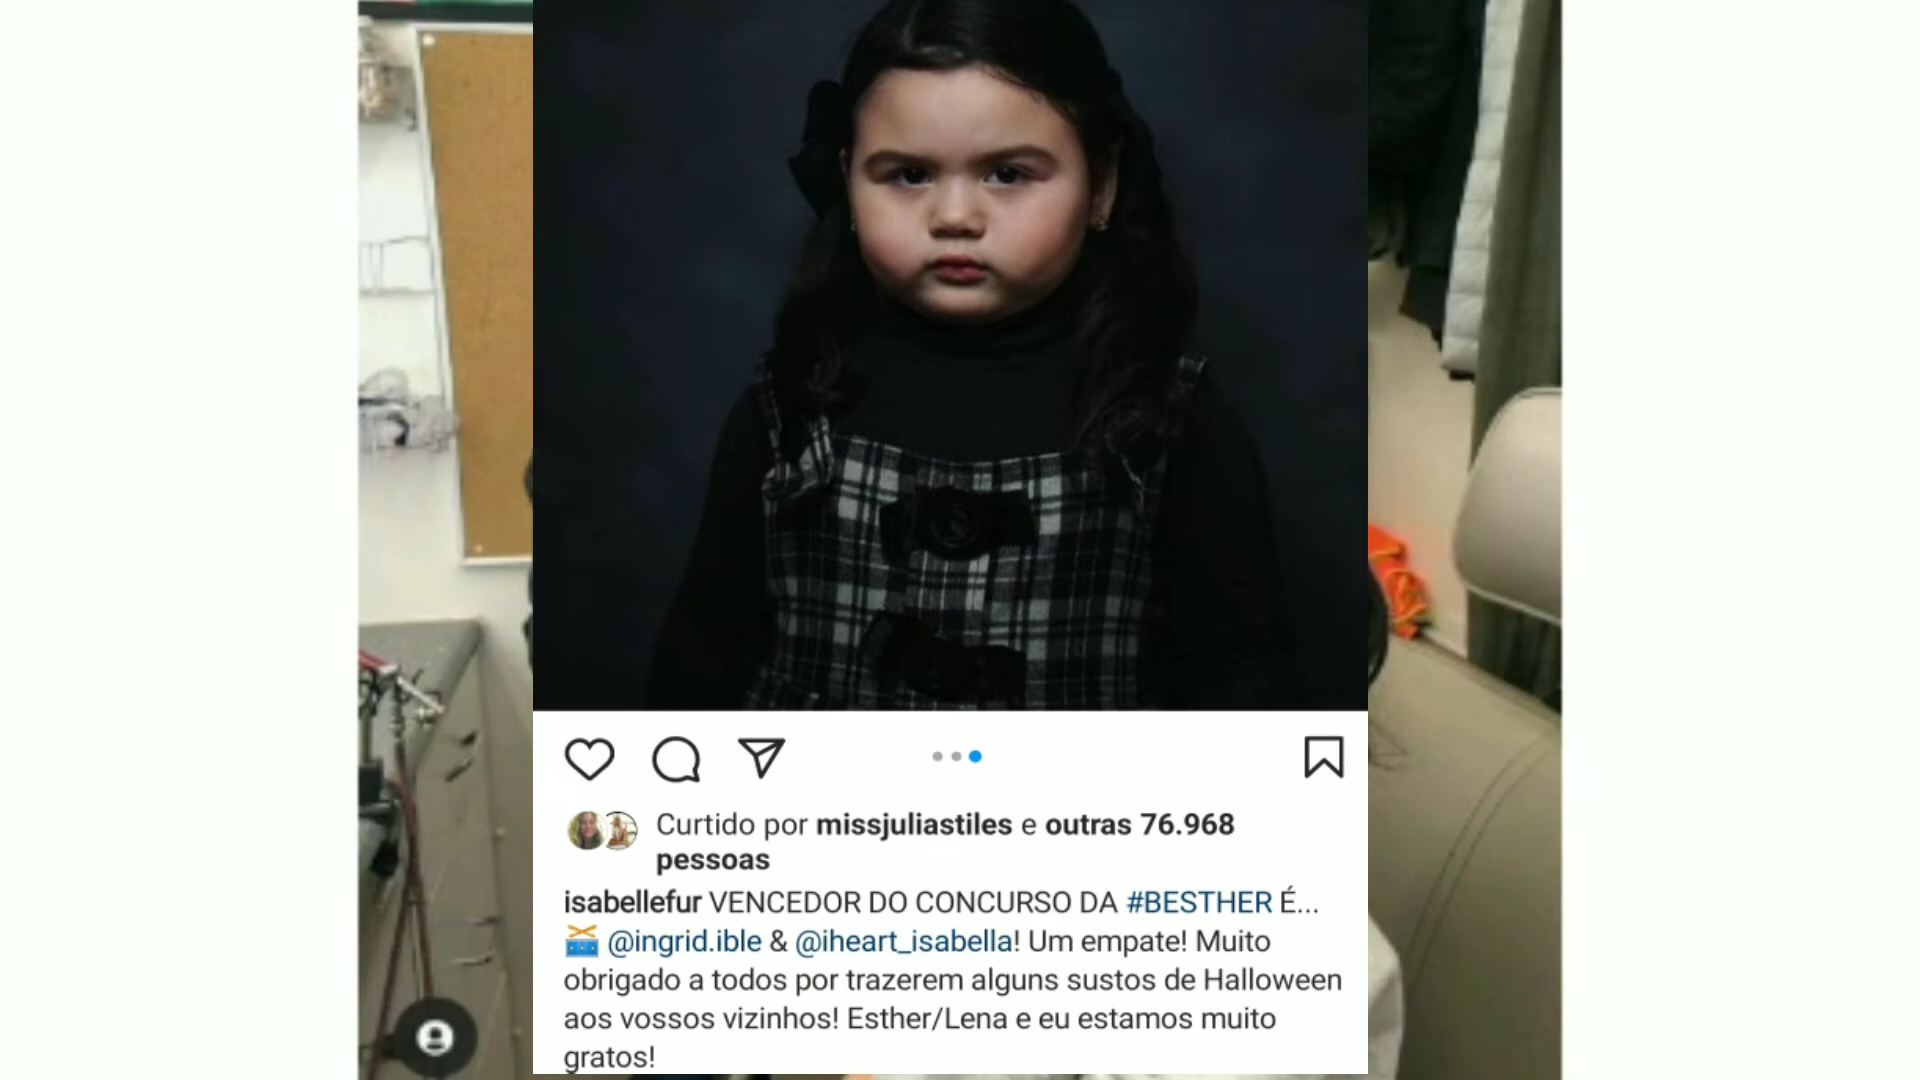 Curtido por missjuliastiles e outras 76.968
pessoas
isabellefur VENCEDOR DO CONCURSO DA #BESTHER É...
🥁 @ingrid.ible & @iheart_isabella! Um empate! Muito
obrigado a todos por trazerem alguns sustos de Halloween
aos vossos vizinhos! Esther/Lena e eu estamos muito
gratos!